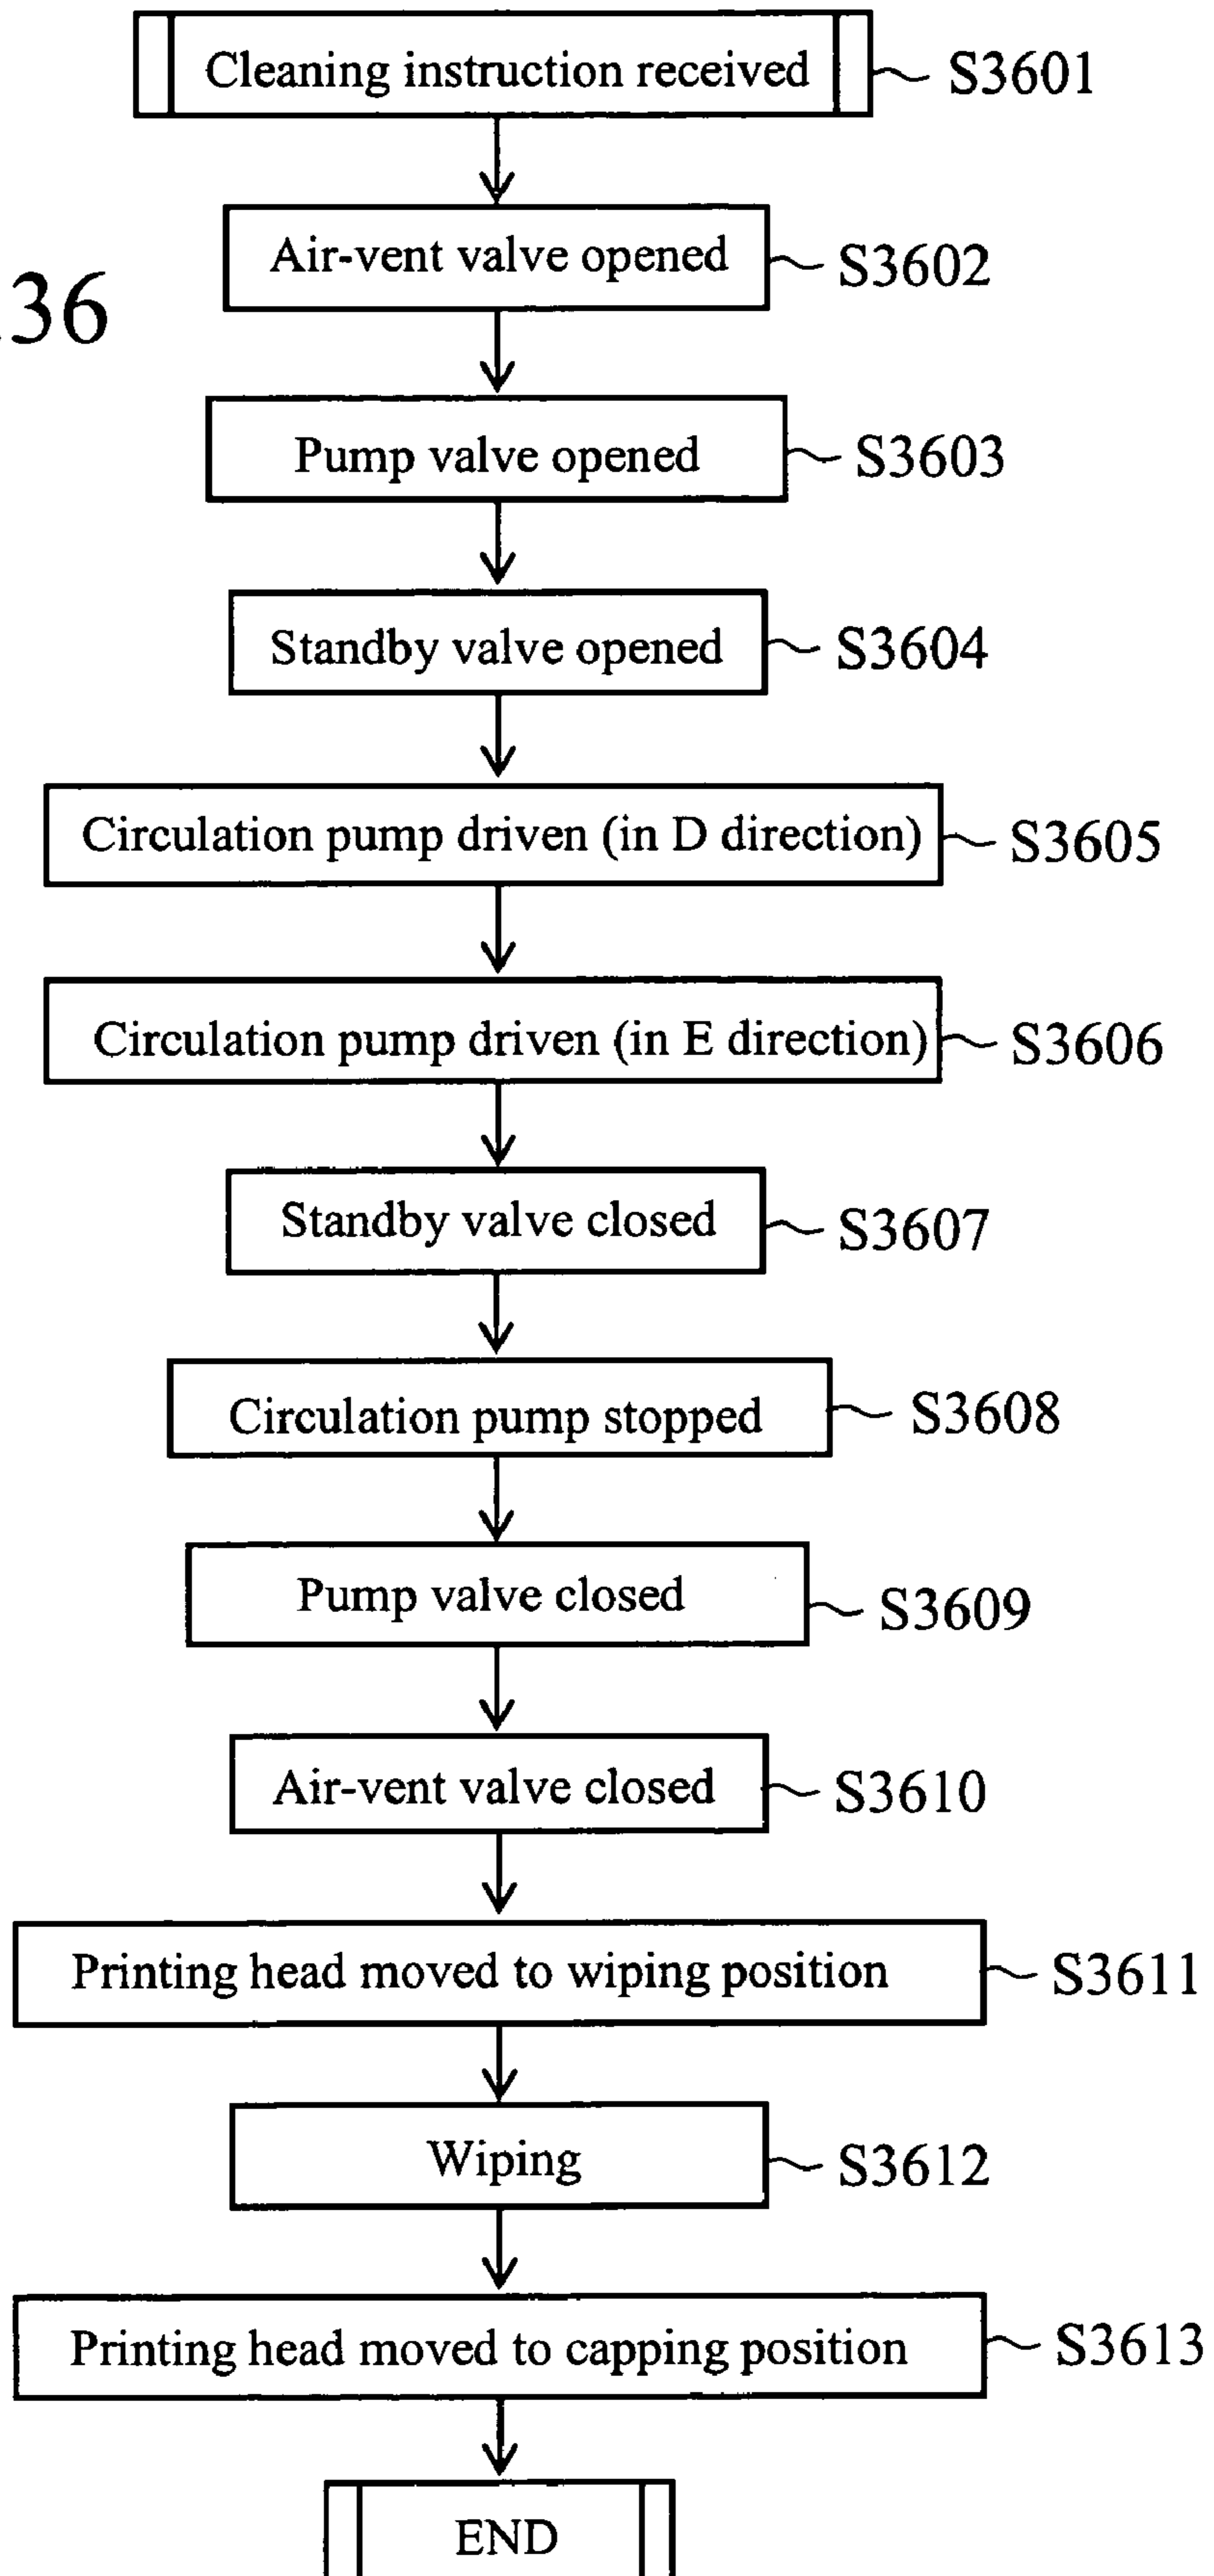 Cleaning instruction received S3601
Air-vent valve opened S3602
.36
Pump valve opened S3603
Standby valve opened S3604
Circulation pump driven (in D direction) S3605
Circulation pump driven (in E direction) S3606
Standby valve closed S3607
Circulation pump stopped S3608
Pump valve closed S3609
Air-vent valve closed S3610
Printing head moved to wiping position S3611
Wiping S3612
Printing head moved to capping position S3613
END